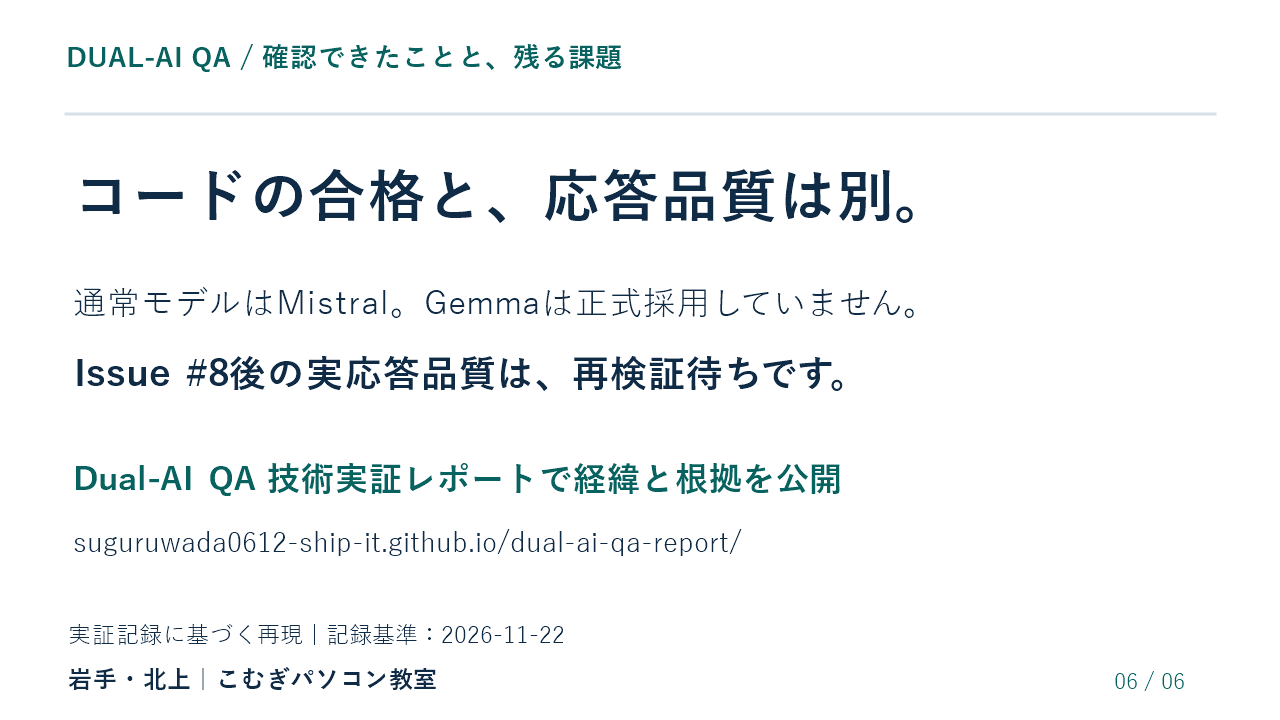 DUAL-AI QA / 確認できたことと、残る課題
コードの合格と、応答品質は別。
通常モデルはMistral。Gemmaは正式採用していません。
Issue #8後の実応答品質は、再検証待ちです。
Dual-AI QA 技術実証レポートで経緯と根拠を公開
suguruwada0612-ship-it.github.io/dual-ai-qa-report/
実証記録に基づく再現｜記録基準：2026-11-22
岩手・北上｜こむぎパソコン教室
06 / 06